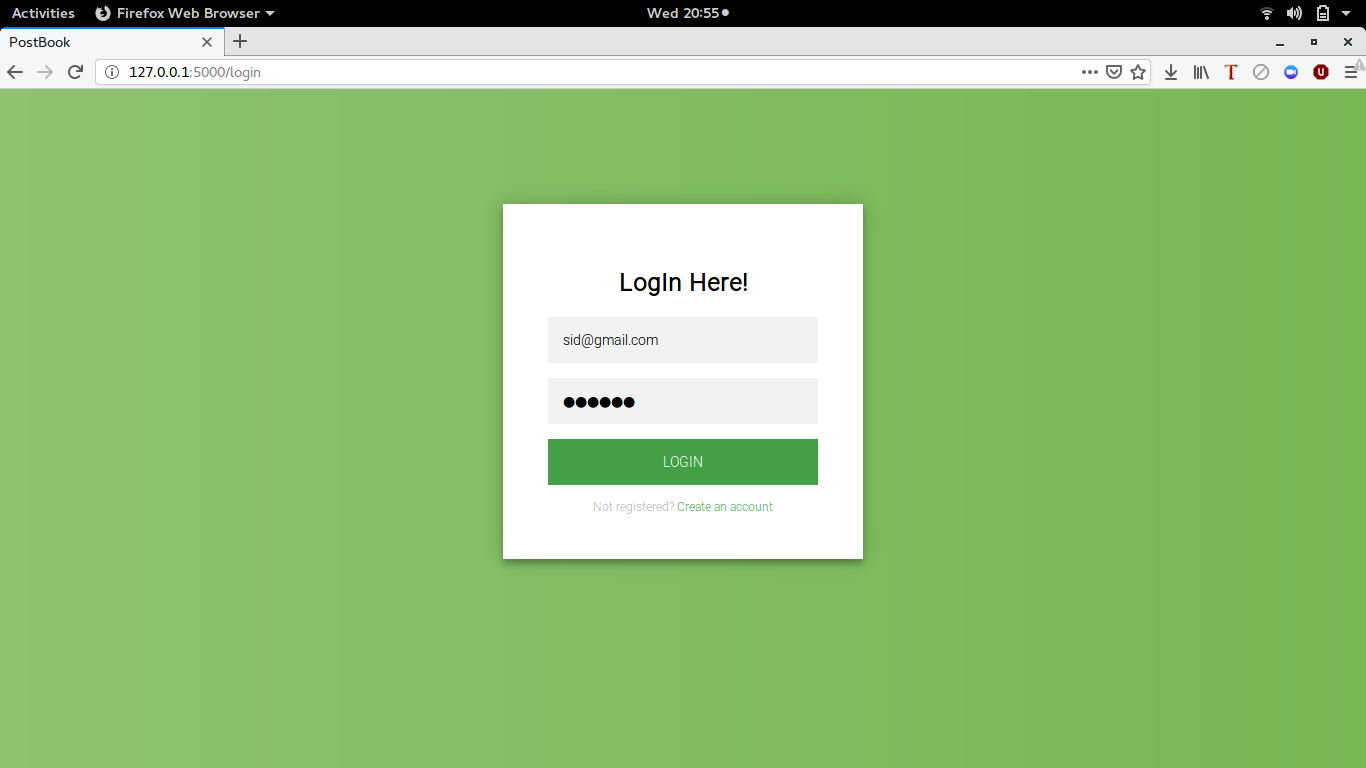 Activities Firefox Web Browser Wed 20:55
PostBook
127.0.0.1:5000/login
LogIn Here!
sid@gmail.com
●●●●●●
LOGIN
Not registered? Create an account